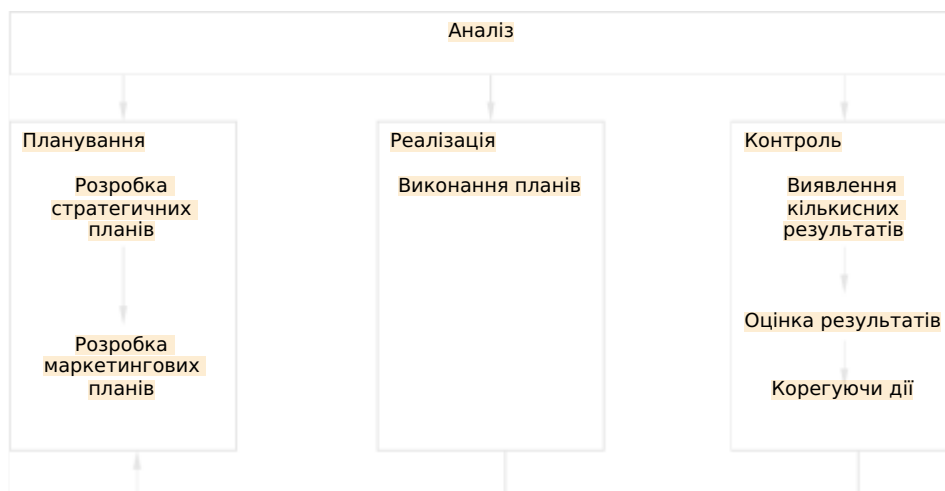 Аналіз
Планування
Розробка
стратегичних
планів
Розробка
маркетингових
планів
Реалізація
Виконання планів
Контроль
Виявлення
кількисних
результатів
Оцінка результатів
Корегуючи дії